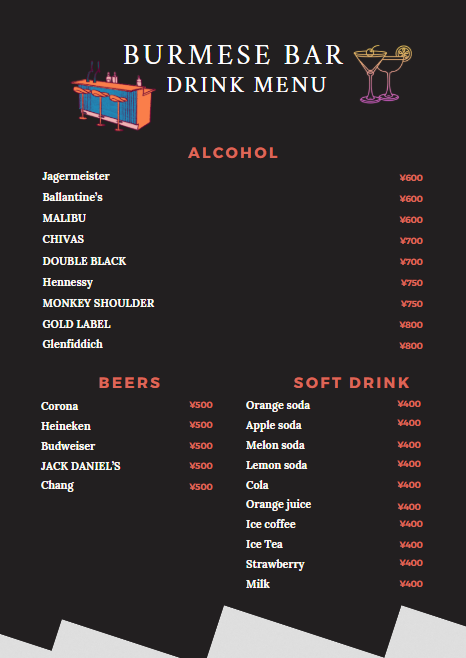 BURMESE BAR
DRINK MENU
ALCOHOL
Jagermeister ¥600
Ballantine's ¥600
MALIBU ¥600
CHIVAS ¥700
DOUBLE BLACK ¥700
Hennessy ¥750
MONKEY SHOULDER ¥750
GOLD LABEL ¥800
Glenfiddich ¥800
BEERS
Corona ¥500
Heineken ¥500
Budweiser ¥500
JACK DANIEL'S ¥500
Chang ¥500
SOFT DRINK
Orange soda ¥400
Apple soda ¥400
Melon soda ¥400
Lemon soda ¥400
Cola ¥400
Orange juice ¥400
Ice coffee ¥400
Ice Tea ¥400
Strawberry ¥400
Milk ¥400